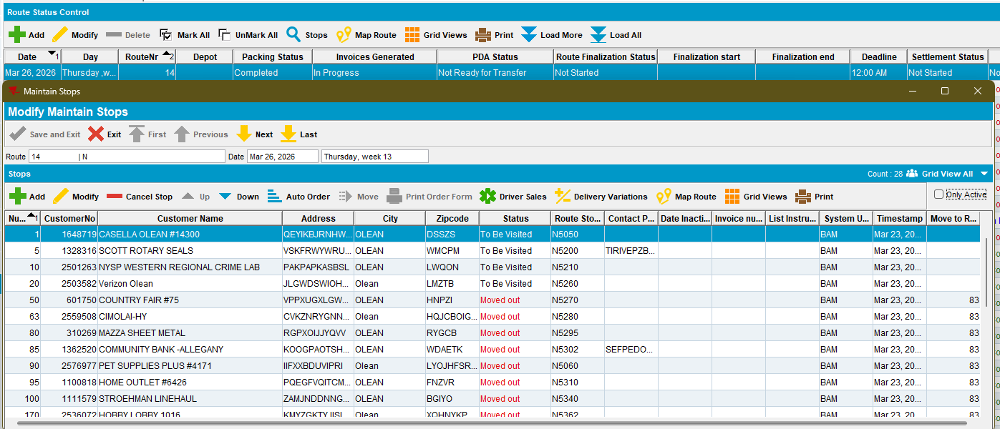 Route Status Control
Add Modify Delete Mark All UnMark All Stops Map Route Grid Views Print Load More Load All
Date 1 Day RouteNr 2 Depot Packing Status Invoices Generated PDA Status Route Finalization Status Finalization start Finalization end Deadline Settlement Status
Mar 26, 2026 Thursday ,w... 14 Completed In Progress Not Ready for Transfer Not Started 12:00 AM Not Started No
Maintain Stops
Modify Maintain Stops
Save and Exit Exit First Previous Next Last
Route 14 | N Date Mar 26, 2026 Thursday, week 13
Stops Count : 28 Grid View All
Add Modify Cancel Stop Up Down Auto Order Move Print Order Form Driver Sales Delivery Variations Map Route Grid Views Print Only Active
Nu... 1 CustomerNo Customer Name Address City Zipcode Status Route Sto... Contact P... Date Inacti... Invoice nu... List Instru... System U... Timestamp Move to R...
1 1648719 CASELLA OLEAN #14300 QEYIKBJRNHW... OLEAN DSSZS To Be Visited N5050 BAM Mar 23, 20...
5 1328316 SCOTT ROTARY SEALS VSKFRWYWRU... OLEAN WMCPM To Be Visited N5200 TIRIVEPZB... BAM Mar 23, 20...
10 2501263 NYSP WESTERN REGIONAL CRIME LAB PAKPAPKASBSL OLEAN LWQON To Be Visited N5210 BAM Mar 23, 20...
20 2503582 Verizon Olean JLGWDSWIOH... Olean LMZTB To Be Visited N5260 BAM Mar 23, 20...
50 601750 COUNTRY FAIR #75 VPPXUGXLGW... OLEAN HNPZI Moved out N5270 BAM Mar 23, 20... 83
63 2559508 CIMOLAI-HY CVKZNRYGNN... Olean HQJCBOIG... Moved out N5280 BAM Mar 23, 20... 83
80 310269 MAZZA SHEET METAL RGPXOIJJYQVV OLEAN RYGCB Moved out N5295 BAM Mar 23, 20... 83
85 1362520 COMMUNITY BANK -ALLEGANY KOOGPAOTSH... OLEAN WDAETK Moved out N5302 SEFPEDO... BAM Mar 23, 20... 83
90 2576977 PET SUPPLIES PLUS #4171 IIFXXBDUVIPRI Olean LYOJHFSR... Moved out N5060 BAM Mar 23, 20... 83
95 1100818 HOME OUTLET #6426 PQEGFVQITCM... OLEAN FNZVR Moved out N5310 BAM Mar 23, 20... 83
100 1111579 STROEHMAN LINEHAUL ZAMJNDDNNG... OLEAN BGIYO Moved out N5340 BAM Mar 23, 20... 83
170 2536072 HOBBY LOBBY 1016 Olean Moved out N5362 BAM Mar 23, 20... 83